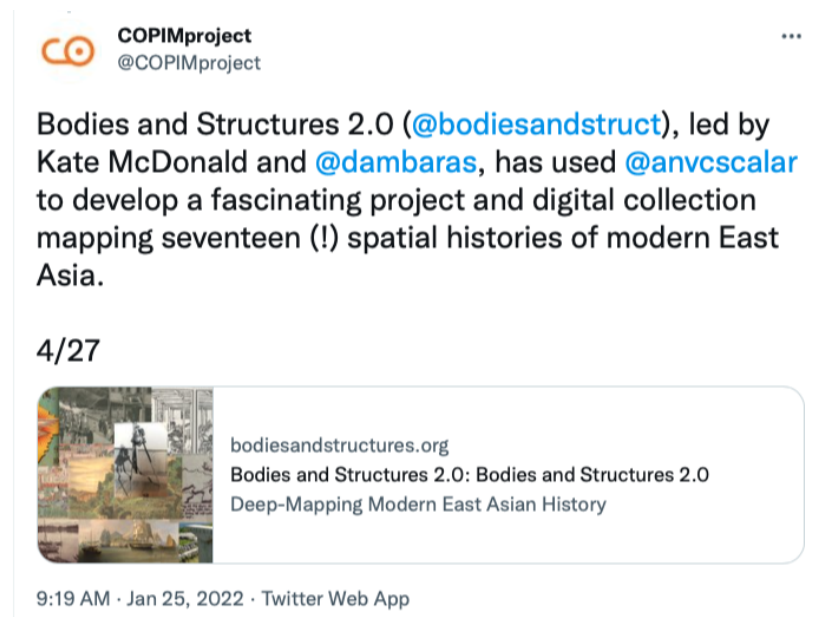 COPIMproject
@COPIMproject
Bodies and Structures 2.0 (@bodiesandstruct), led by
Kate McDonald and @dambaras, has used @anvcscalar
to develop a fascinating project and digital collection
mapping seventeen (!) spatial histories of modern East
Asia.
4/27
bodiesandstructures.org
Bodies and Structures 2.0: Bodies and Structures 2.0
Deep-Mapping Modern East Asian History
9:19 AM · Jan 25, 2022 · Twitter Web App